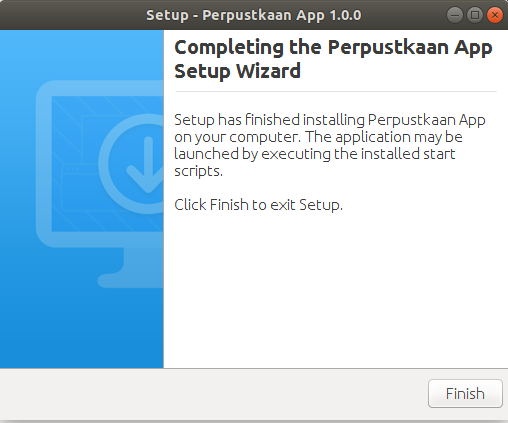 Setup - Perpustkaan App 1.0.0
Completing the Perpustkaan App
Setup Wizard
Setup has finished installing Perpustkaan App
on your computer. The application may be
launched by executing the installed start
scripts.
Click Finish to exit Setup.
Finish